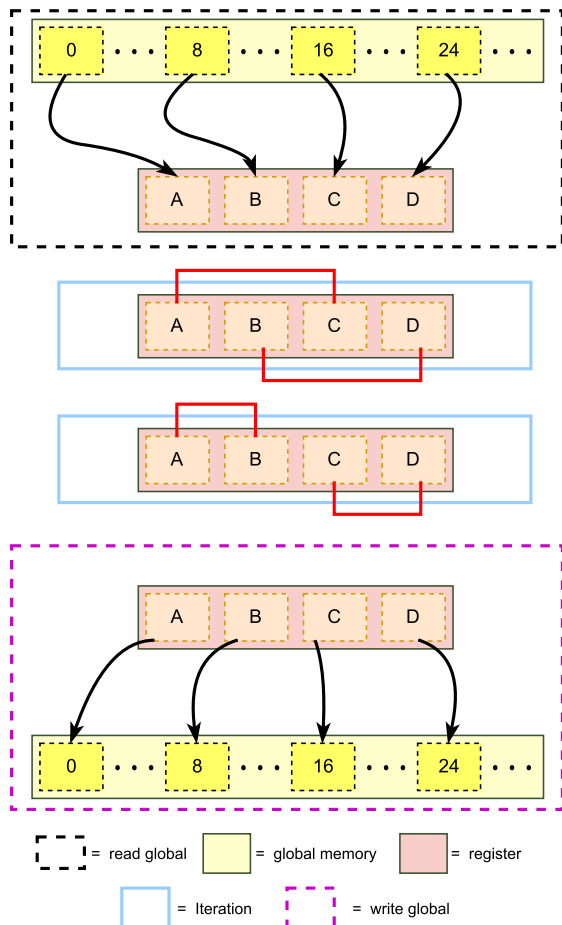 0 ... 8 ... 16 ... 24 ...
A B C D
A B C D
A B C D
A B C D
0 ... 8 ... 16 ... 24 ...
= read global = global memory = register
= Iteration = write global